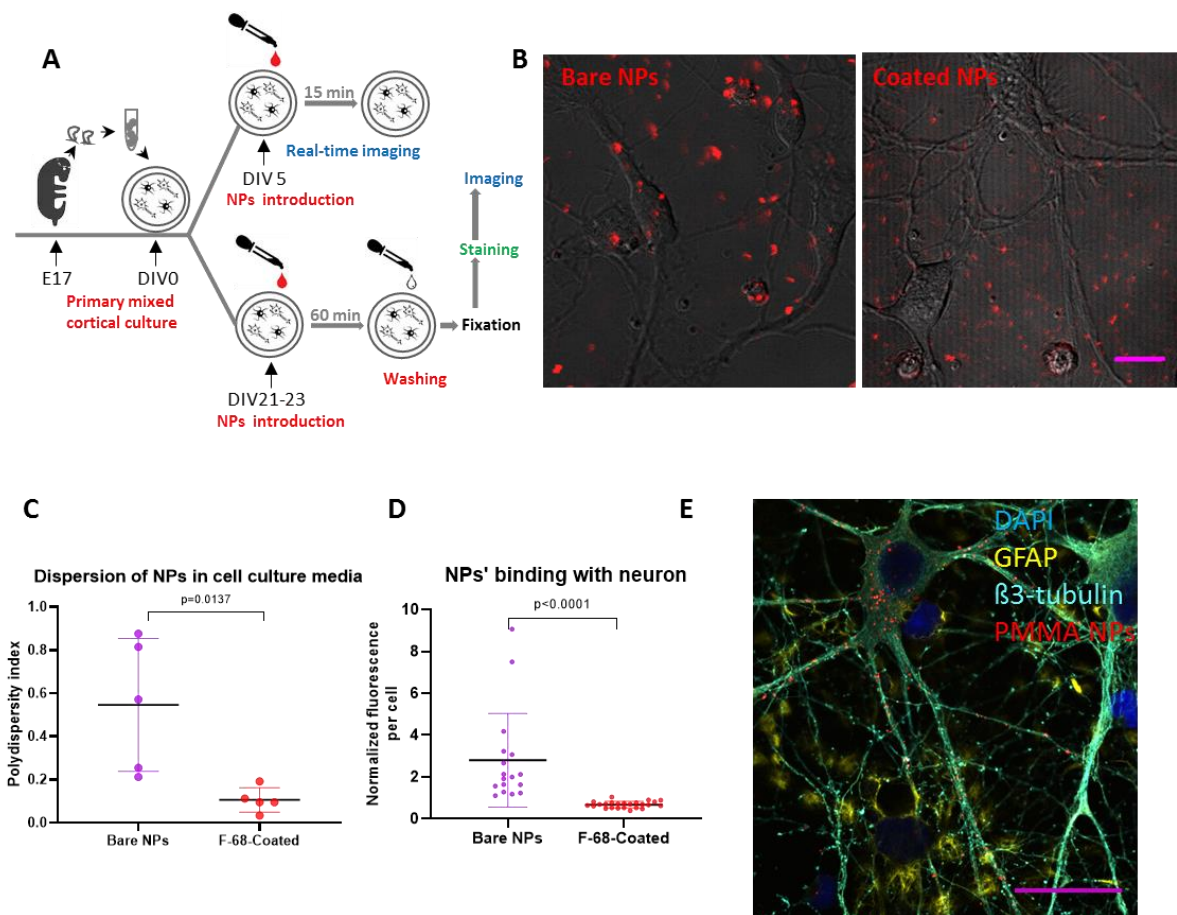 A
15 min
Real-time imaging
DIV 5
NPs introduction
E17
DIV0
Primary mixed
cortical culture
60 min
Washing
DIV21-23
NPs introduction
Fixation
Staining
Imaging
B
Bare NPs
Coated NPs
C
Dispersion of NPs in cell culture media
p=0.0137
Polydispersity index
1.0
0.8
0.6
0.4
0.2
0.0
Bare NPs
F-68-Coated
D
NPs' binding with neuron
p<0.0001
Normalized fluorescence
per cell
10
8
6
4
2
0
Bare NPs
F-68-Coated
E
DAPI
GFAP
ß3-tubulin
PMMA NPs